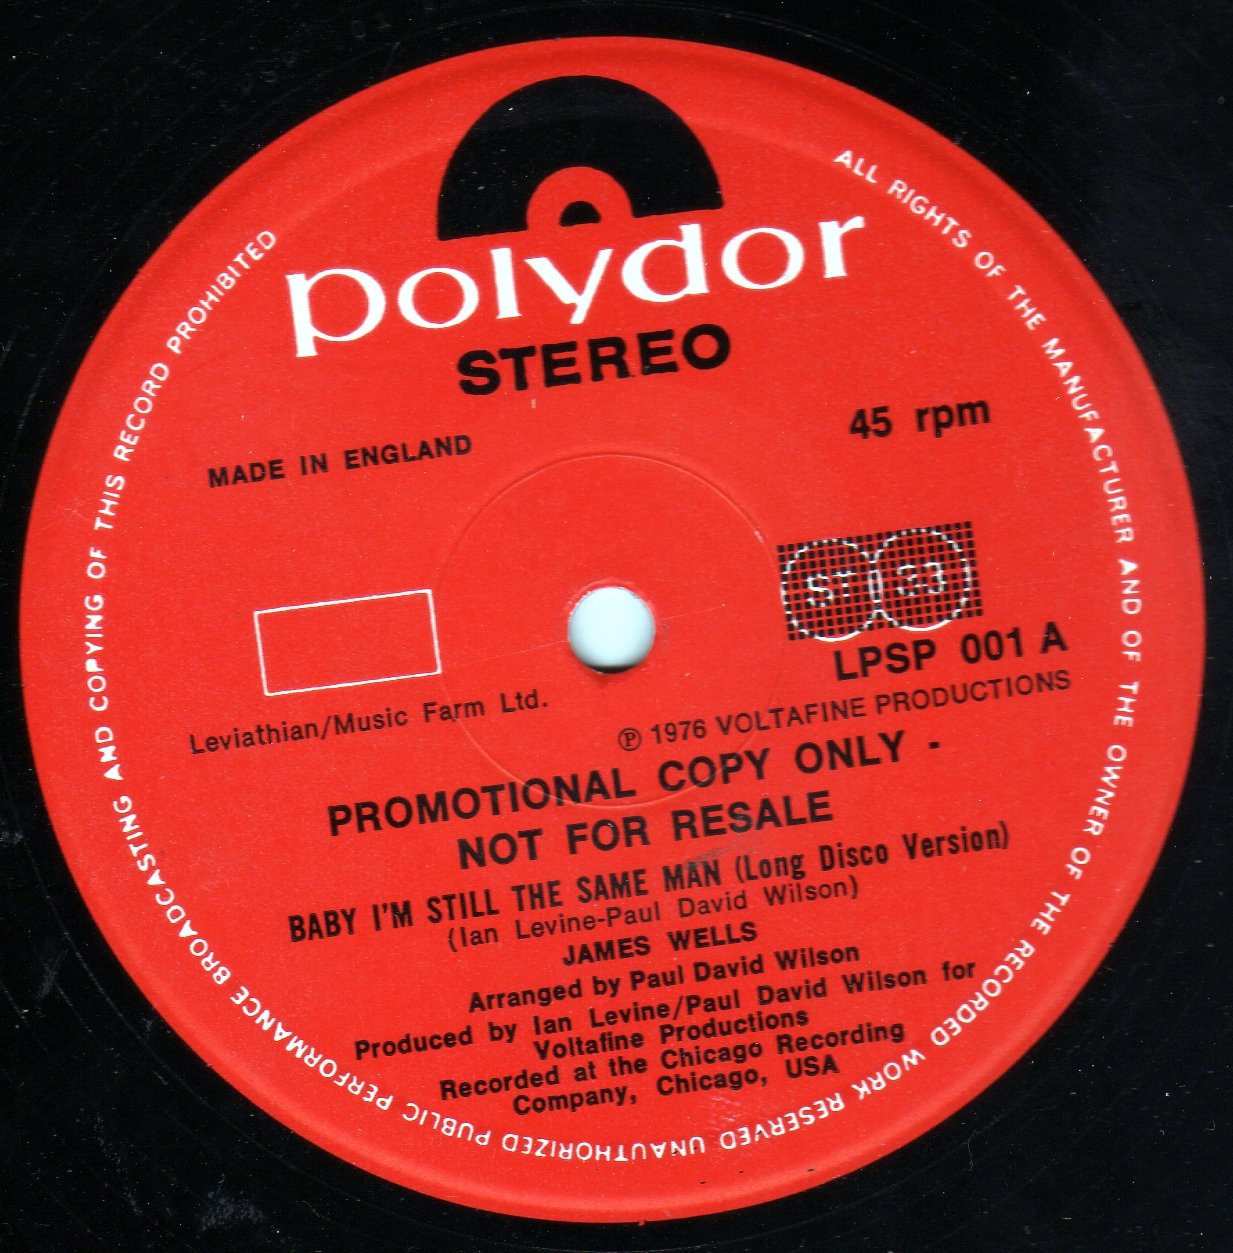 polydor
STEREO
45 rpm
MADE IN ENGLAND
ST 33
LPSP 001 A
Leviathian/Music Farm Ltd.
℗ 1976 VOLTAFINE PRODUCTIONS
PROMOTIONAL COPY ONLY -
NOT FOR RESALE
BABY I'M STILL THE SAME MAN (Long Disco Version)
(Ian Levine-Paul David Wilson)
JAMES WELLS
Arranged by Paul David Wilson
Produced by Ian Levine/Paul David Wilson for
Voltafine Productions
Recorded at the Chicago Recording
Company, Chicago, USA
ALL RIGHTS OF THE MANUFACTURER AND OF THE OWNER OF THE RECORDED WORK RESERVED UNAUTHORIZED PUBLIC PERFORMANCE BROADCASTING AND COPYING OF THIS RECORD PROHIBITED